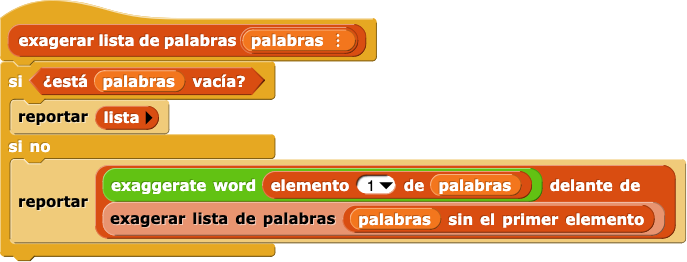 exagerar lista de palabras palabras ⋮
si ¿está palabras vacía?
reportar lista
si no
exaggerate word elemento 1 de palabras delante de
reportar
exagerar lista de palabras palabras sin el primer elemento